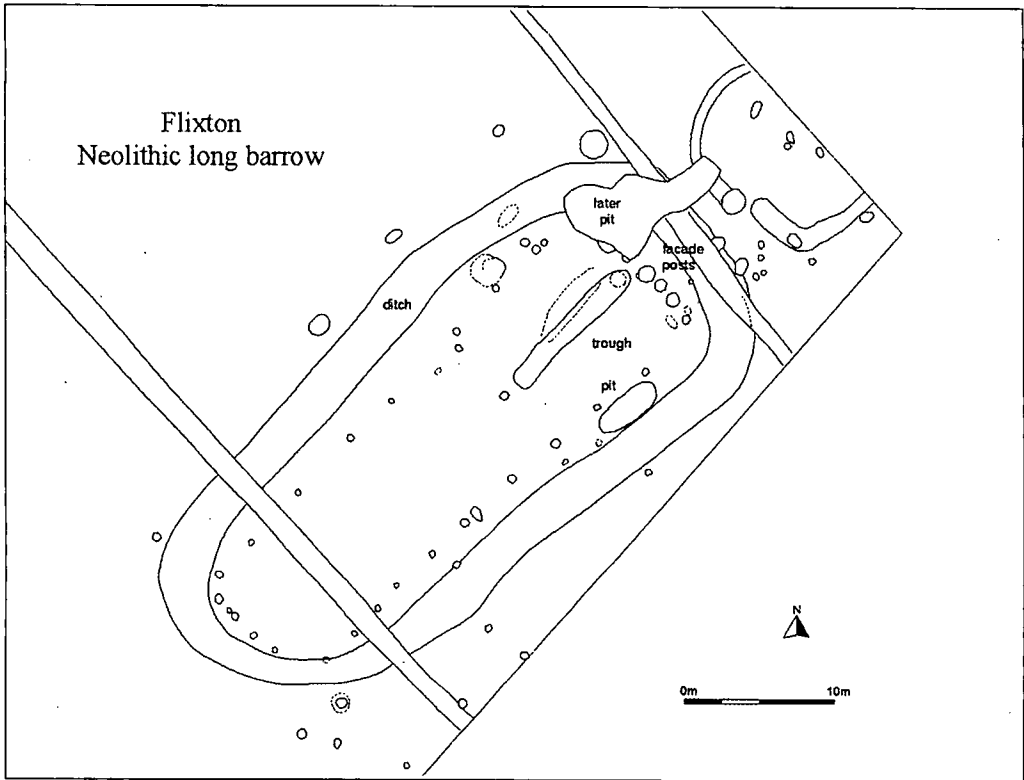 Flixton
Neolithic long barrow
later
pit
facade
posts
ditch
trough
pit
N
0m 10m